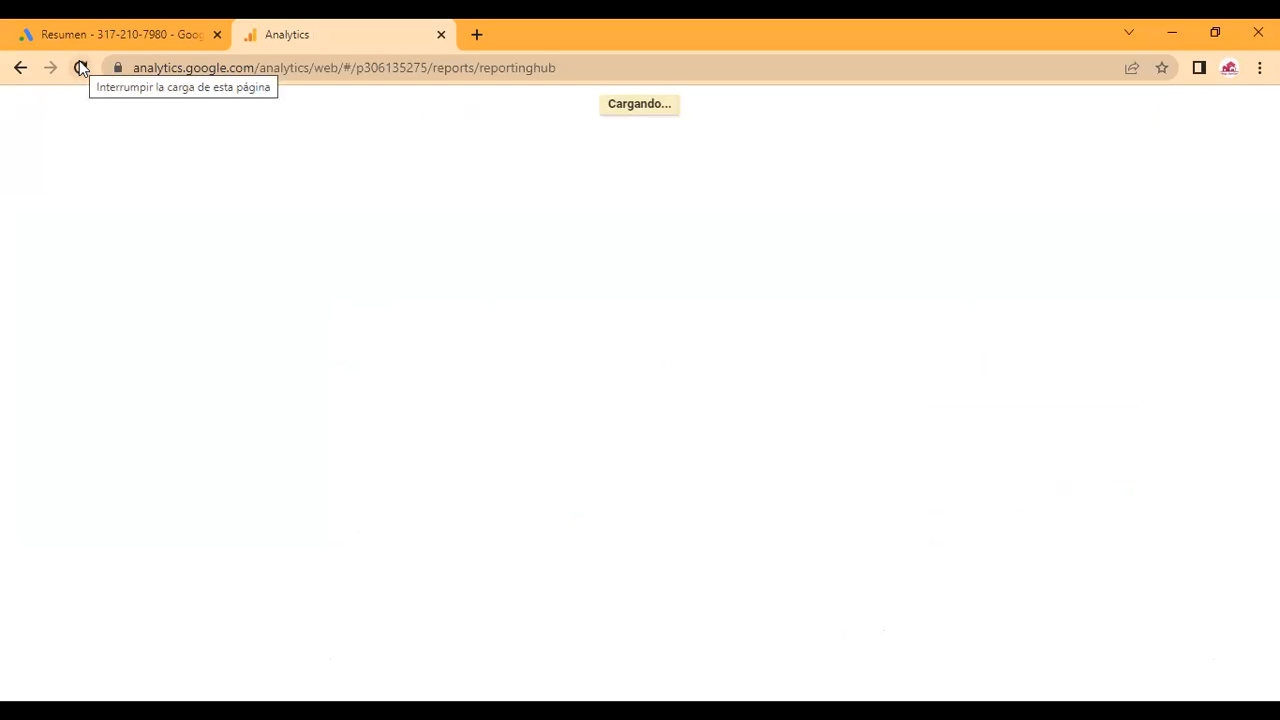 Resumen - 317-210-7980 - Goog
Analytics
analytics.google.com/analytics/web/#/p306135275/reports/reportinghub
Interrumpir la carga de esta página
Cargando...